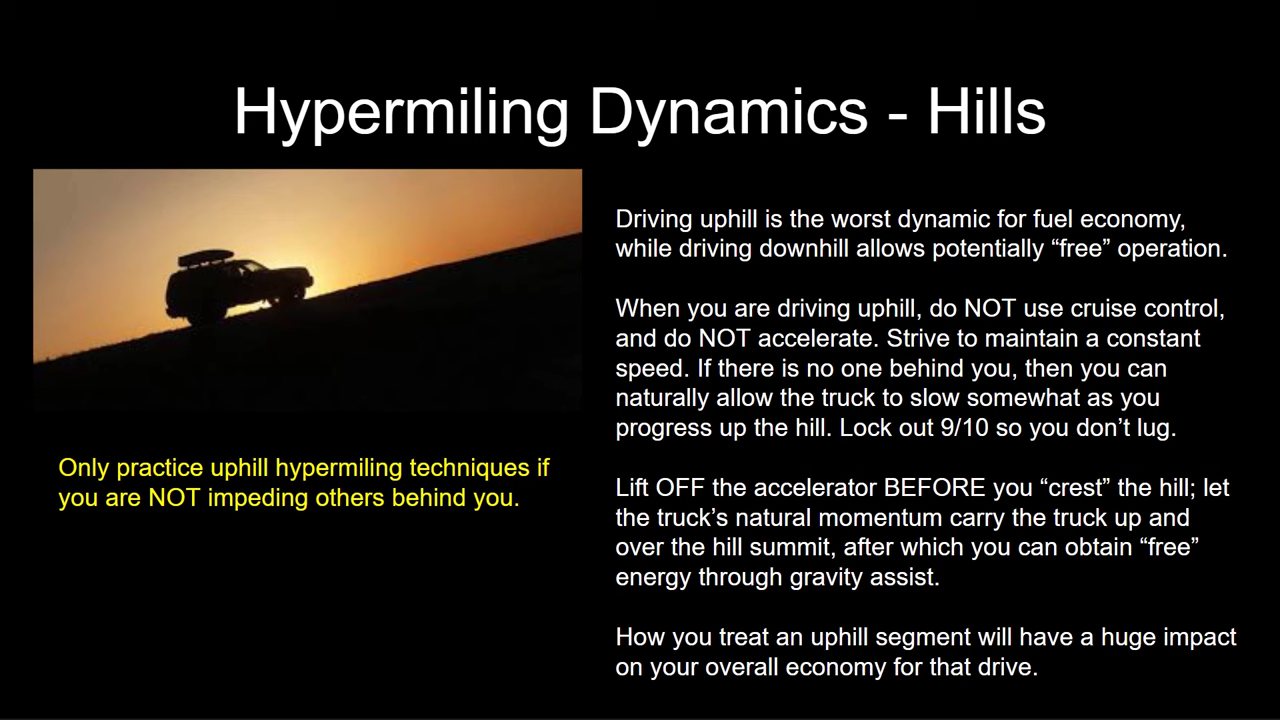 Hypermiling Dynamics - Hills
Driving uphill is the worst dynamic for fuel economy,
while driving downhill allows potentially “free” operation.
When you are driving uphill, do NOT use cruise control,
and do NOT accelerate. Strive to maintain a constant
speed. If there is no one behind you, then you can
naturally allow the truck to slow somewhat as you
progress up the hill. Lock out 9/10 so you don’t lug.
Lift OFF the accelerator BEFORE you “crest” the hill; let
the truck’s natural momentum carry the truck up and
over the hill summit, after which you can obtain “free”
energy through gravity assist.
How you treat an uphill segment will have a huge impact
on your overall economy for that drive.
Only practice uphill hypermiling techniques if
you are NOT impeding others behind you.